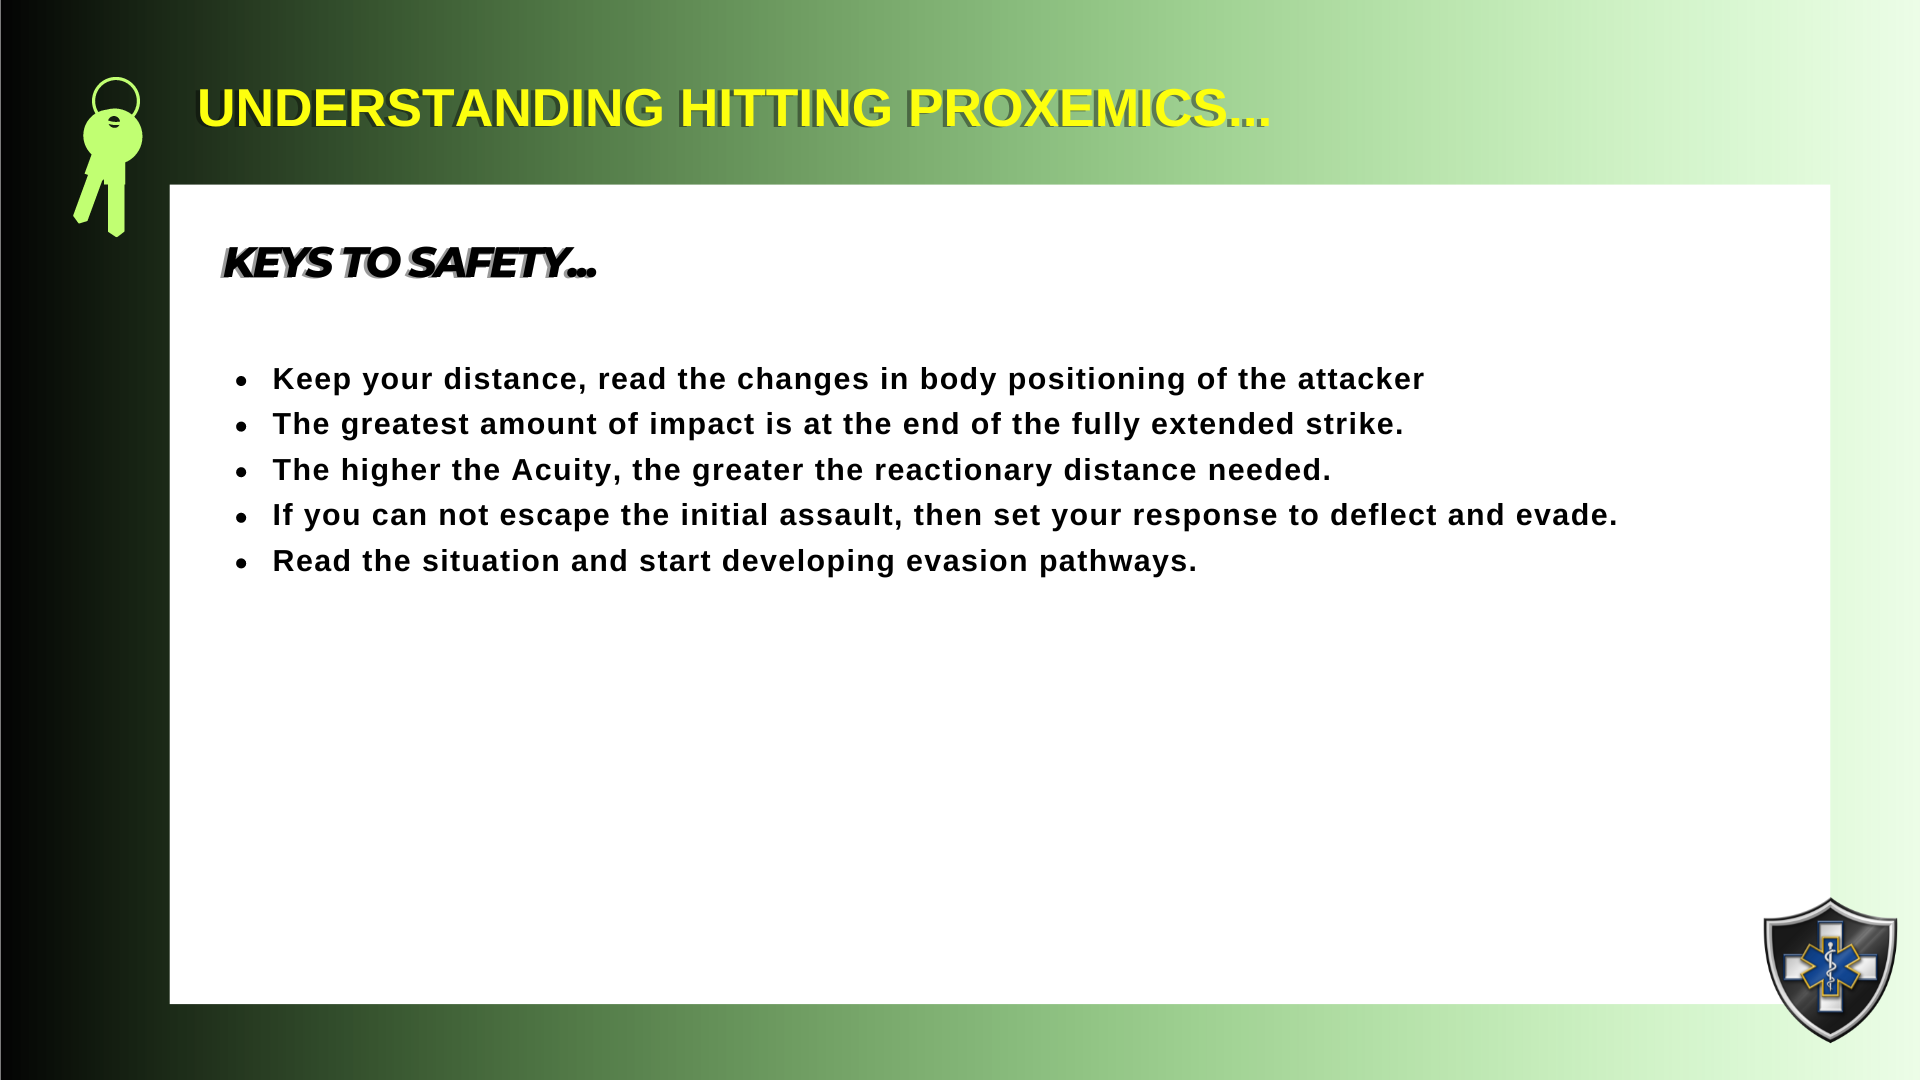 UNDERSTANDING HITTING PROXEMICS...
KEYS TO SAFETY...
• Keep your distance, read the changes in body positioning of the attacker
• The greatest amount of impact is at the end of the fully extended strike.
• The higher the Acuity, the greater the reactionary distance needed.
• If you can not escape the initial assault, then set your response to deflect and evade.
• Read the situation and start developing evasion pathways.